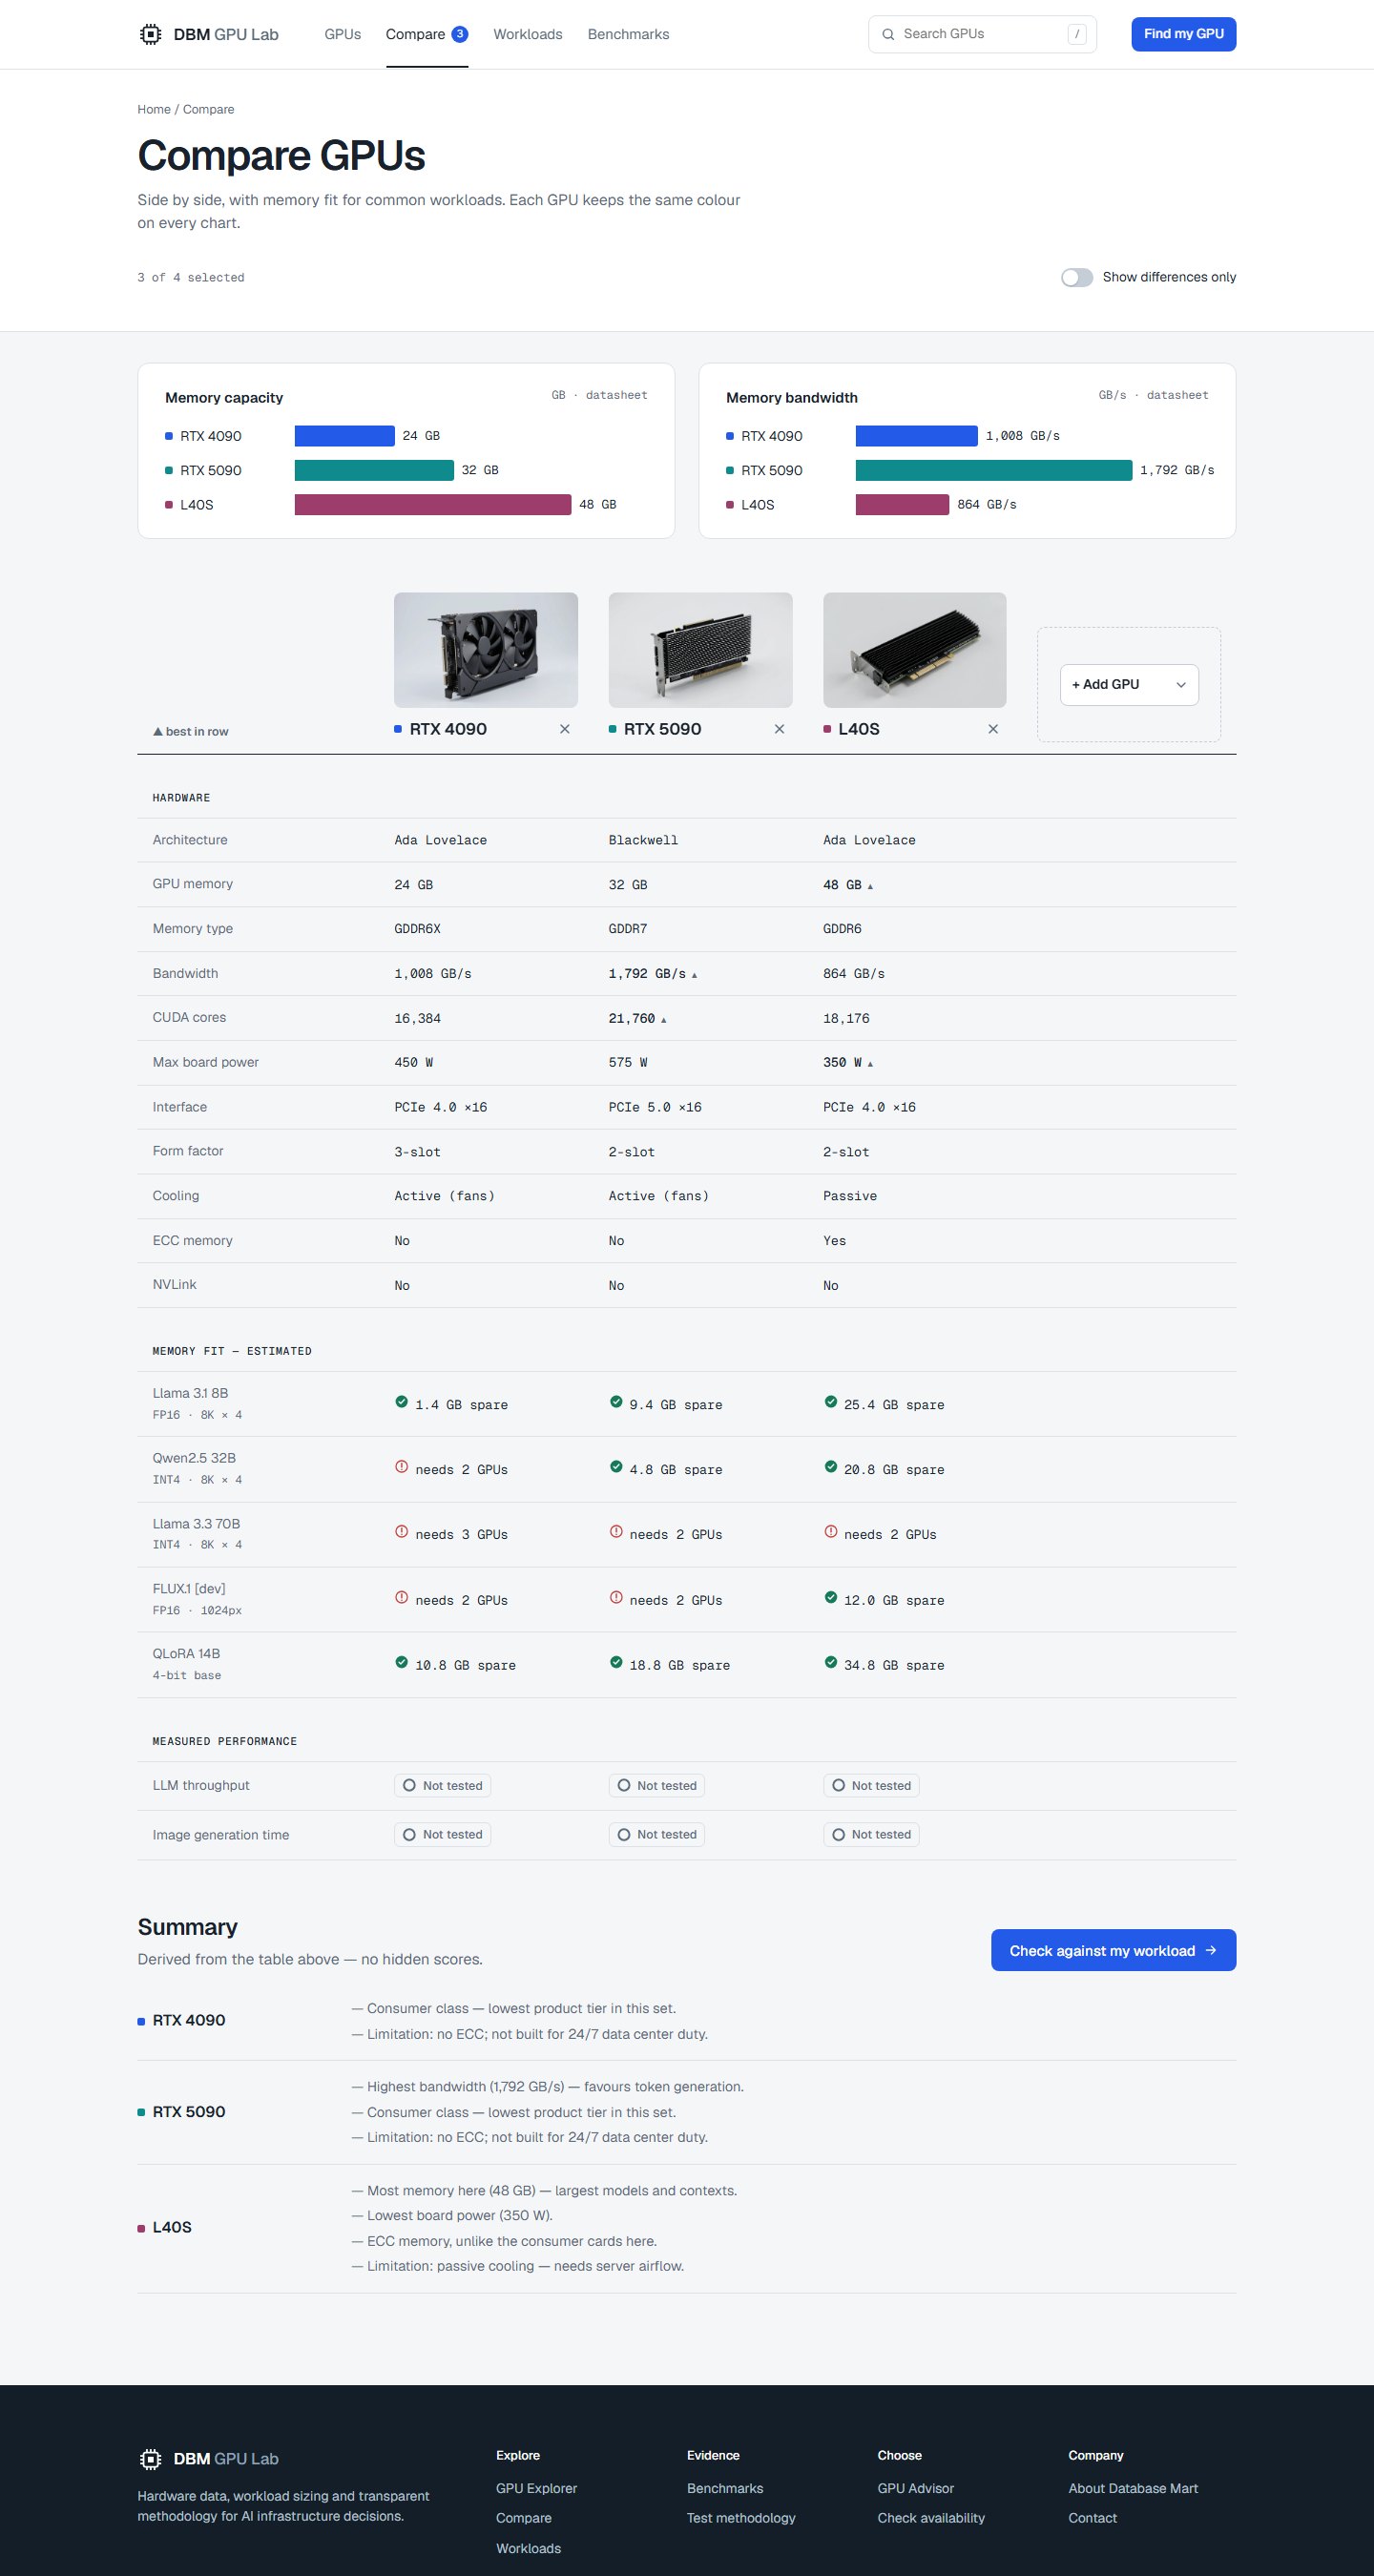 DBM GPU Lab
GPUs
Compare 3
Workloads
Benchmarks
Search GPUs /
Find my GPU
Home / Compare
Compare GPUs
Side by side, with memory fit for common workloads. Each GPU keeps the same colour
on every chart.
3 of 4 selected
Show differences only
Memory capacity
GB · datasheet
RTX 4090 24 GB
RTX 5090 32 GB
L40S 48 GB
Memory bandwidth
GB/s · datasheet
RTX 4090 1,008 GB/s
RTX 5090 1,792 GB/s
L40S 864 GB/s
+ Add GPU
▲ best in row
RTX 4090 ×
RTX 5090 ×
L40S ×
HARDWARE
Architecture Ada Lovelace Blackwell Ada Lovelace
GPU memory 24 GB 32 GB 48 GB ▲
Memory type GDDR6X GDDR7 GDDR6
Bandwidth 1,008 GB/s 1,792 GB/s ▲ 864 GB/s
CUDA cores 16,384 21,760 ▲ 18,176
Max board power 450 W 575 W 350 W ▲
Interface PCIe 4.0 ×16 PCIe 5.0 ×16 PCIe 4.0 ×16
Form factor 3-slot 2-slot 2-slot
Cooling Active (fans) Active (fans) Passive
ECC memory No No Yes
NVLink No No No
MEMORY FIT — ESTIMATED
Llama 3.1 8B
FP16 · 8K × 4
1.4 GB spare 9.4 GB spare 25.4 GB spare
Qwen2.5 32B
INT4 · 8K × 4
needs 2 GPUs 4.8 GB spare 20.8 GB spare
Llama 3.3 70B
INT4 · 8K × 4
needs 3 GPUs needs 2 GPUs needs 2 GPUs
FLUX.1 [dev]
FP16 · 1024px
needs 2 GPUs needs 2 GPUs 12.0 GB spare
QLoRA 14B
4-bit base
10.8 GB spare 18.8 GB spare 34.8 GB spare
MEASURED PERFORMANCE
LLM throughput Not tested Not tested Not tested
Image generation time Not tested Not tested Not tested
Summary
Derived from the table above — no hidden scores.
Check against my workload →
RTX 4090
— Consumer class — lowest product tier in this set.
— Limitation: no ECC; not built for 24/7 data center duty.
RTX 5090
— Highest bandwidth (1,792 GB/s) — favours token generation.
— Consumer class — lowest product tier in this set.
— Limitation: no ECC; not built for 24/7 data center duty.
L40S
— Most memory here (48 GB) — largest models and contexts.
— Lowest board power (350 W).
— ECC memory, unlike the consumer cards here.
— Limitation: passive cooling — needs server airflow.
DBM GPU Lab
Hardware data, workload sizing and transparent
methodology for AI infrastructure decisions.
Explore
GPU Explorer
Compare
Workloads
Evidence
Benchmarks
Test methodology
Choose
GPU Advisor
Check availability
Company
About Database Mart
Contact